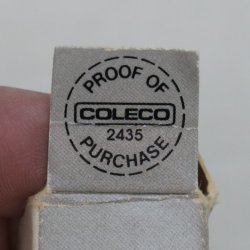 PROOF OF
COLECO
2435
PURCHASE